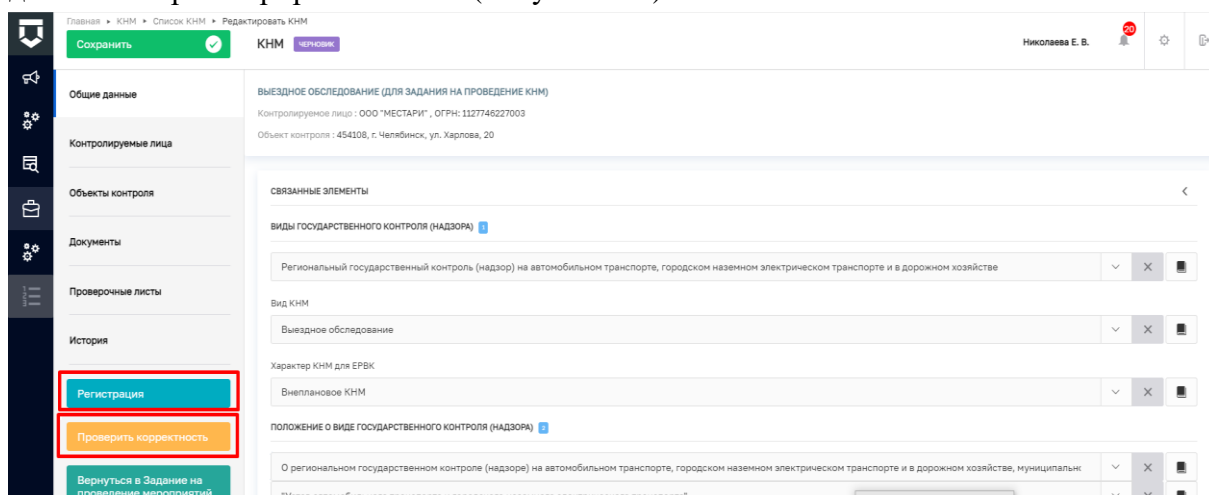 Главная ▸ КНМ ▸ Список КНМ ▸ Редактировать КНМ
Сохранить
КНМ ЧЕРНОВИК
Николаева Е. В.
20
Общие данные
Контролируемые лица
Объекты контроля
Документы
Проверочные листы
История
Регистрация
Проверить корректность
Вернуться в Задание на
проведение мероприятий
ВЫЕЗДНОЕ ОБСЛЕДОВАНИЕ (ДЛЯ ЗАДАНИЯ НА ПРОВЕДЕНИЕ КНМ)
Контролируемое лицо : ООО "МЕСТАРИ" , ОГРН: 1127746227003
Объект контроля : 454108, г. Челябинск, ул. Харлова, 20
СВЯЗАННЫЕ ЭЛЕМЕНТЫ
ВИДЫ ГОСУДАРСТВЕННОГО КОНТРОЛЯ (НАДЗОРА) 1
Региональный государственный контроль (надзор) на автомобильном транспорте, городском наземном электрическом транспорте и в дорожном хозяйстве
Вид КНМ
Выездное обследование
Характер КНМ для ЕРВК
Внеплановое КНМ
ПОЛОЖЕНИЕ О ВИДЕ ГОСУДАРСТВЕННОГО КОНТРОЛЯ (НАДЗОРА) 2
О региональном государственном контроле (надзоре) на автомобильном транспорте, городском наземном электрическом транспорте и в дорожном хозяйстве, муниципальн